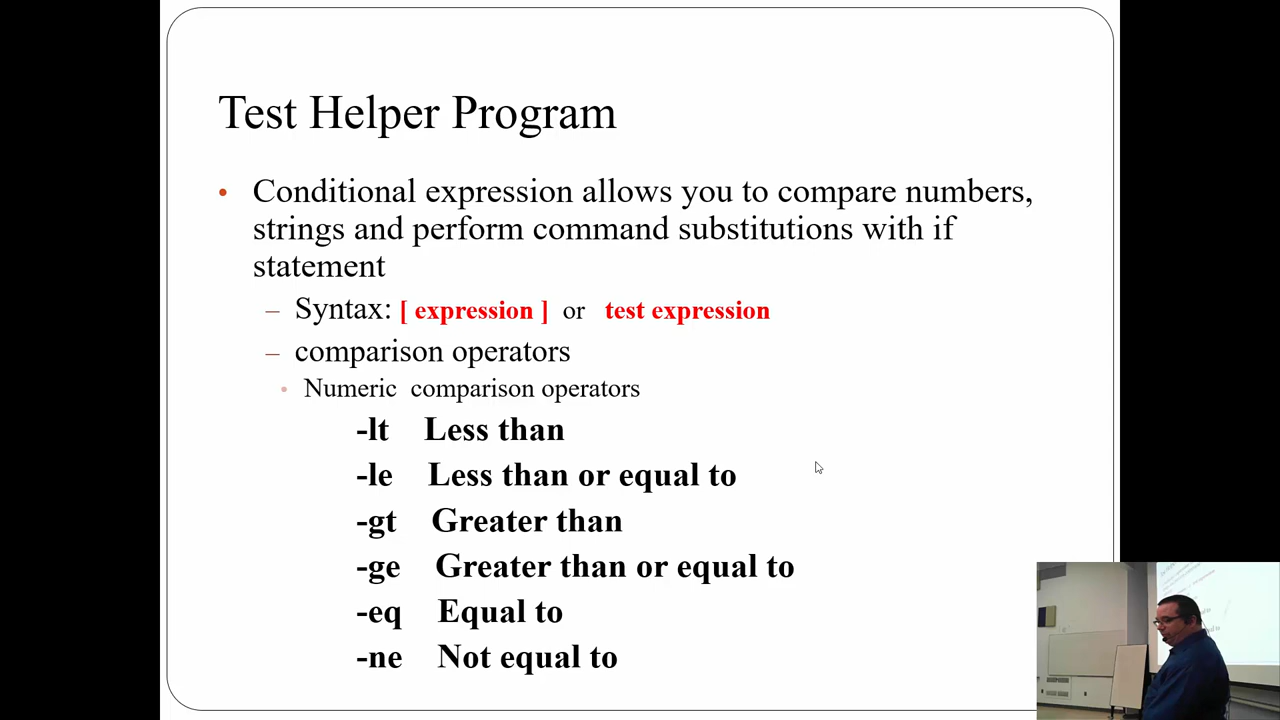 Test Helper Program
• Conditional expression allows you to compare numbers,
strings and perform command substitutions with if
statement
– Syntax: [ expression ] or test expression
– comparison operators
• Numeric comparison operators
-lt Less than
-le Less than or equal to
-gt Greater than
-ge Greater than or equal to
-eq Equal to
-ne Not equal to